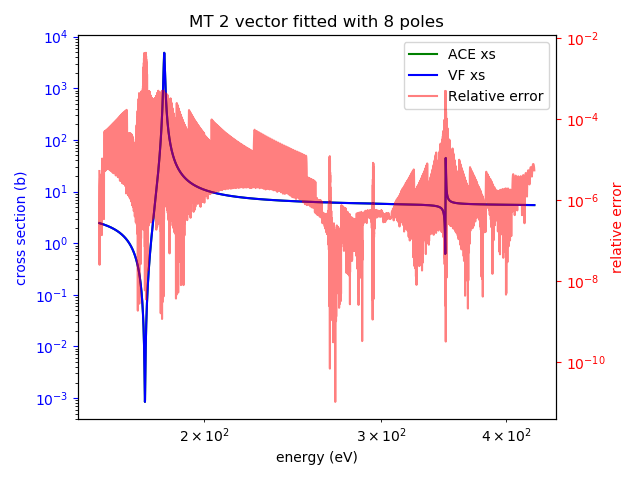 MT 2 vector fitted with 8 poles
ACE xs
VF xs
Relative error
cross section (b)
10^4
10^3
10^2
10^1
10^0
10^-1
10^-2
10^-3
10^-2
10^-4
10^-6
10^-8
10^-10
relative error
2 × 10^2
3 × 10^2
4 × 10^2
energy (eV)